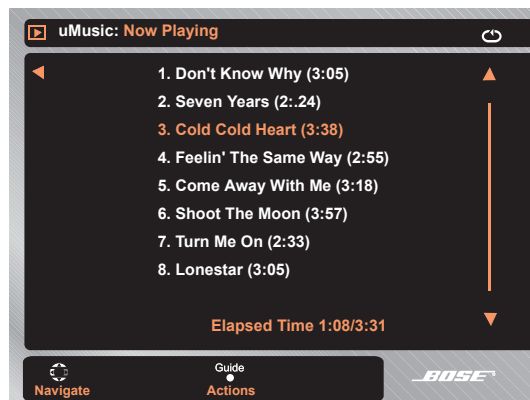 uMusic: Now Playing
1. Don't Know Why (3:05)
2. Seven Years (2:.24)
3. Cold Cold Heart (3:38)
4. Feelin' The Same Way (2:55)
5. Come Away With Me (3:18)
6. Shoot The Moon (3:57)
7. Turn Me On (2:33)
8. Lonestar (3:05)
Elapsed Time 1:08/3:31
Navigate
Guide
Actions
BOSE